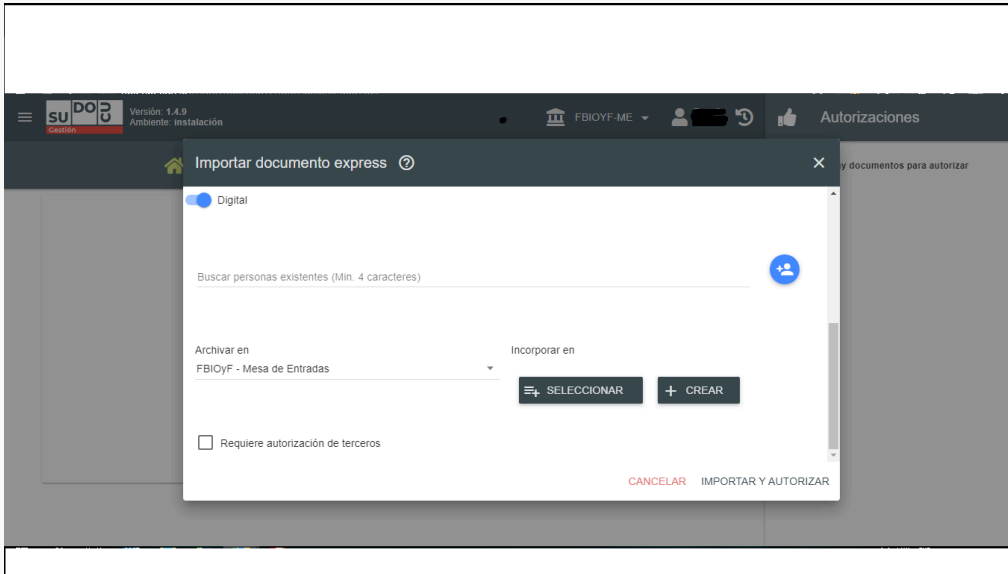 SU DO CU
Gestión
Versión: 1.4.9
Ambiente: instalación
FBIOYF-ME
Autorizaciones
Importar documento express
y documentos para autorizar
Digital
Buscar personas existentes (Min. 4 caracteres)
Archivar en
Incorporar en
FBIOyF - Mesa de Entradas
SELECCIONAR
CREAR
Requiere autorización de terceros
CANCELAR
IMPORTAR Y AUTORIZAR